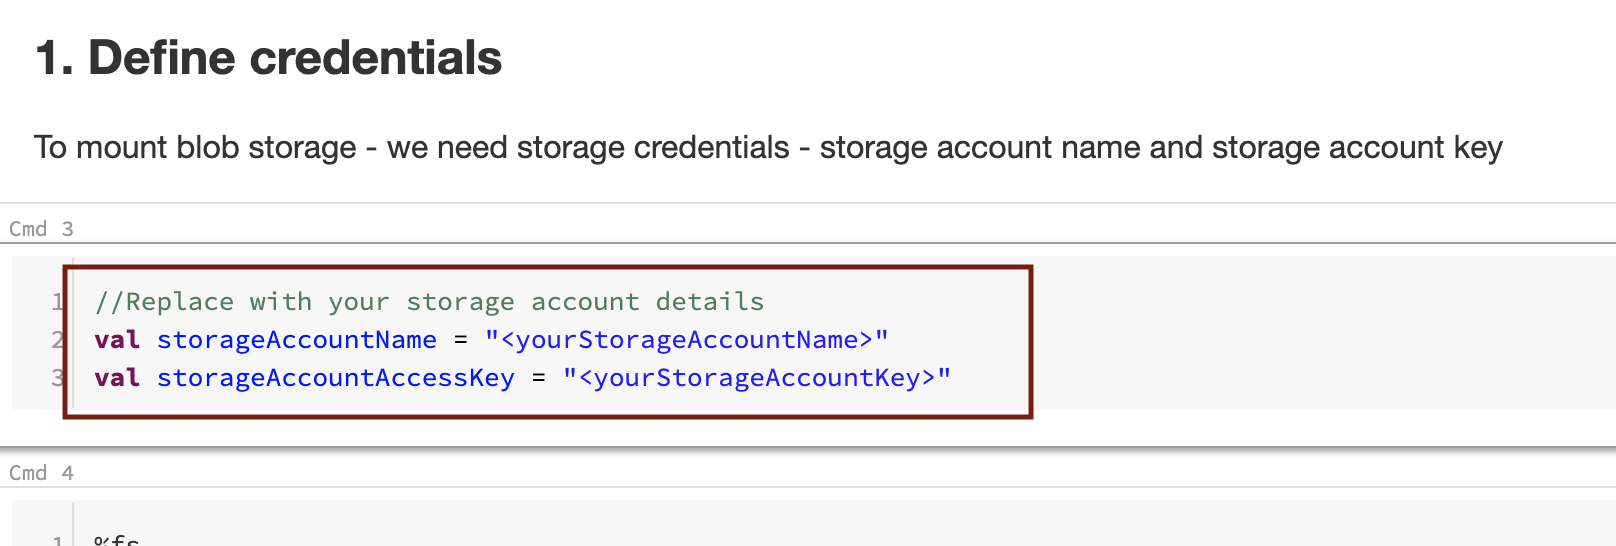 1. Define credentials
To mount blob storage - we need storage credentials - storage account name and storage account key
Cmd 3
1 //Replace with your storage account details
2 val storageAccountName = "<yourStorageAccountName>"
3 val storageAccountAccessKey = "<yourStorageAccountKey>"
Cmd 4
1 %fs